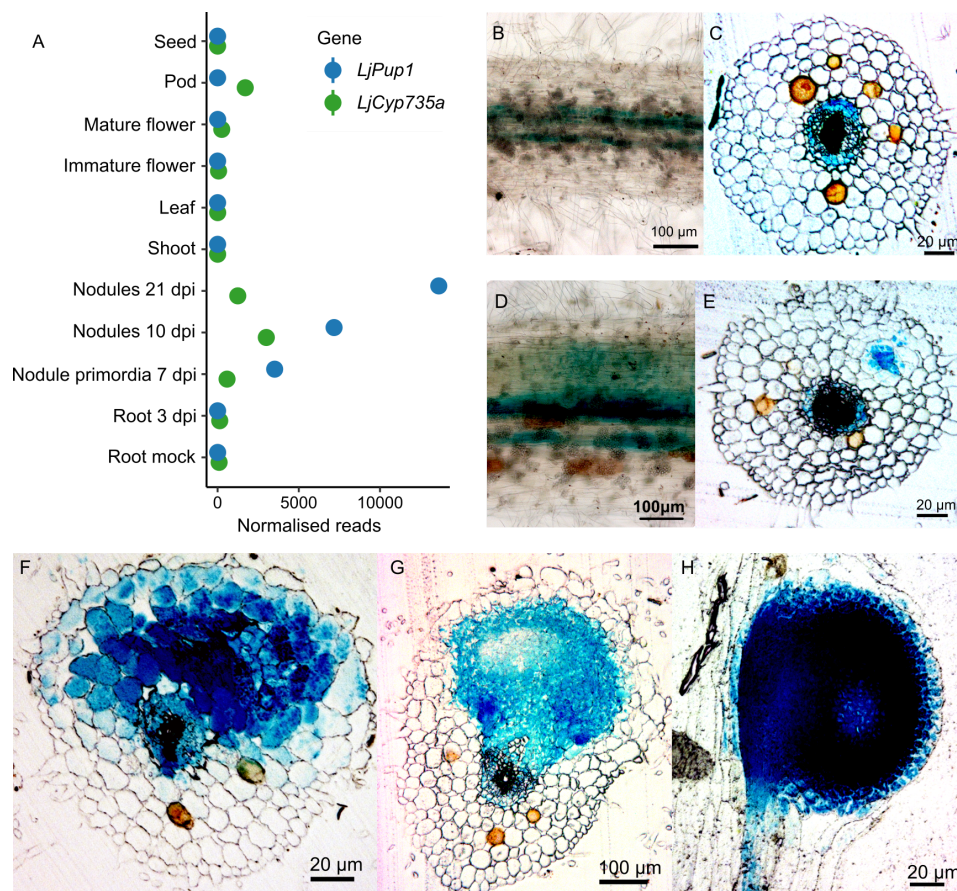 A
Gene
LjPup1
LjCyp735a
Seed
Pod
Mature flower
Immature flower
Leaf
Shoot
Nodules 21 dpi
Nodules 10 dpi
Nodule primordia 7 dpi
Root 3 dpi
Root mock
0 5000 10000
Normalised reads
B
100 µm
C
20 µm
D
100µm
E
20 µm
F
20 µm
G
100 µm
H
20 µm